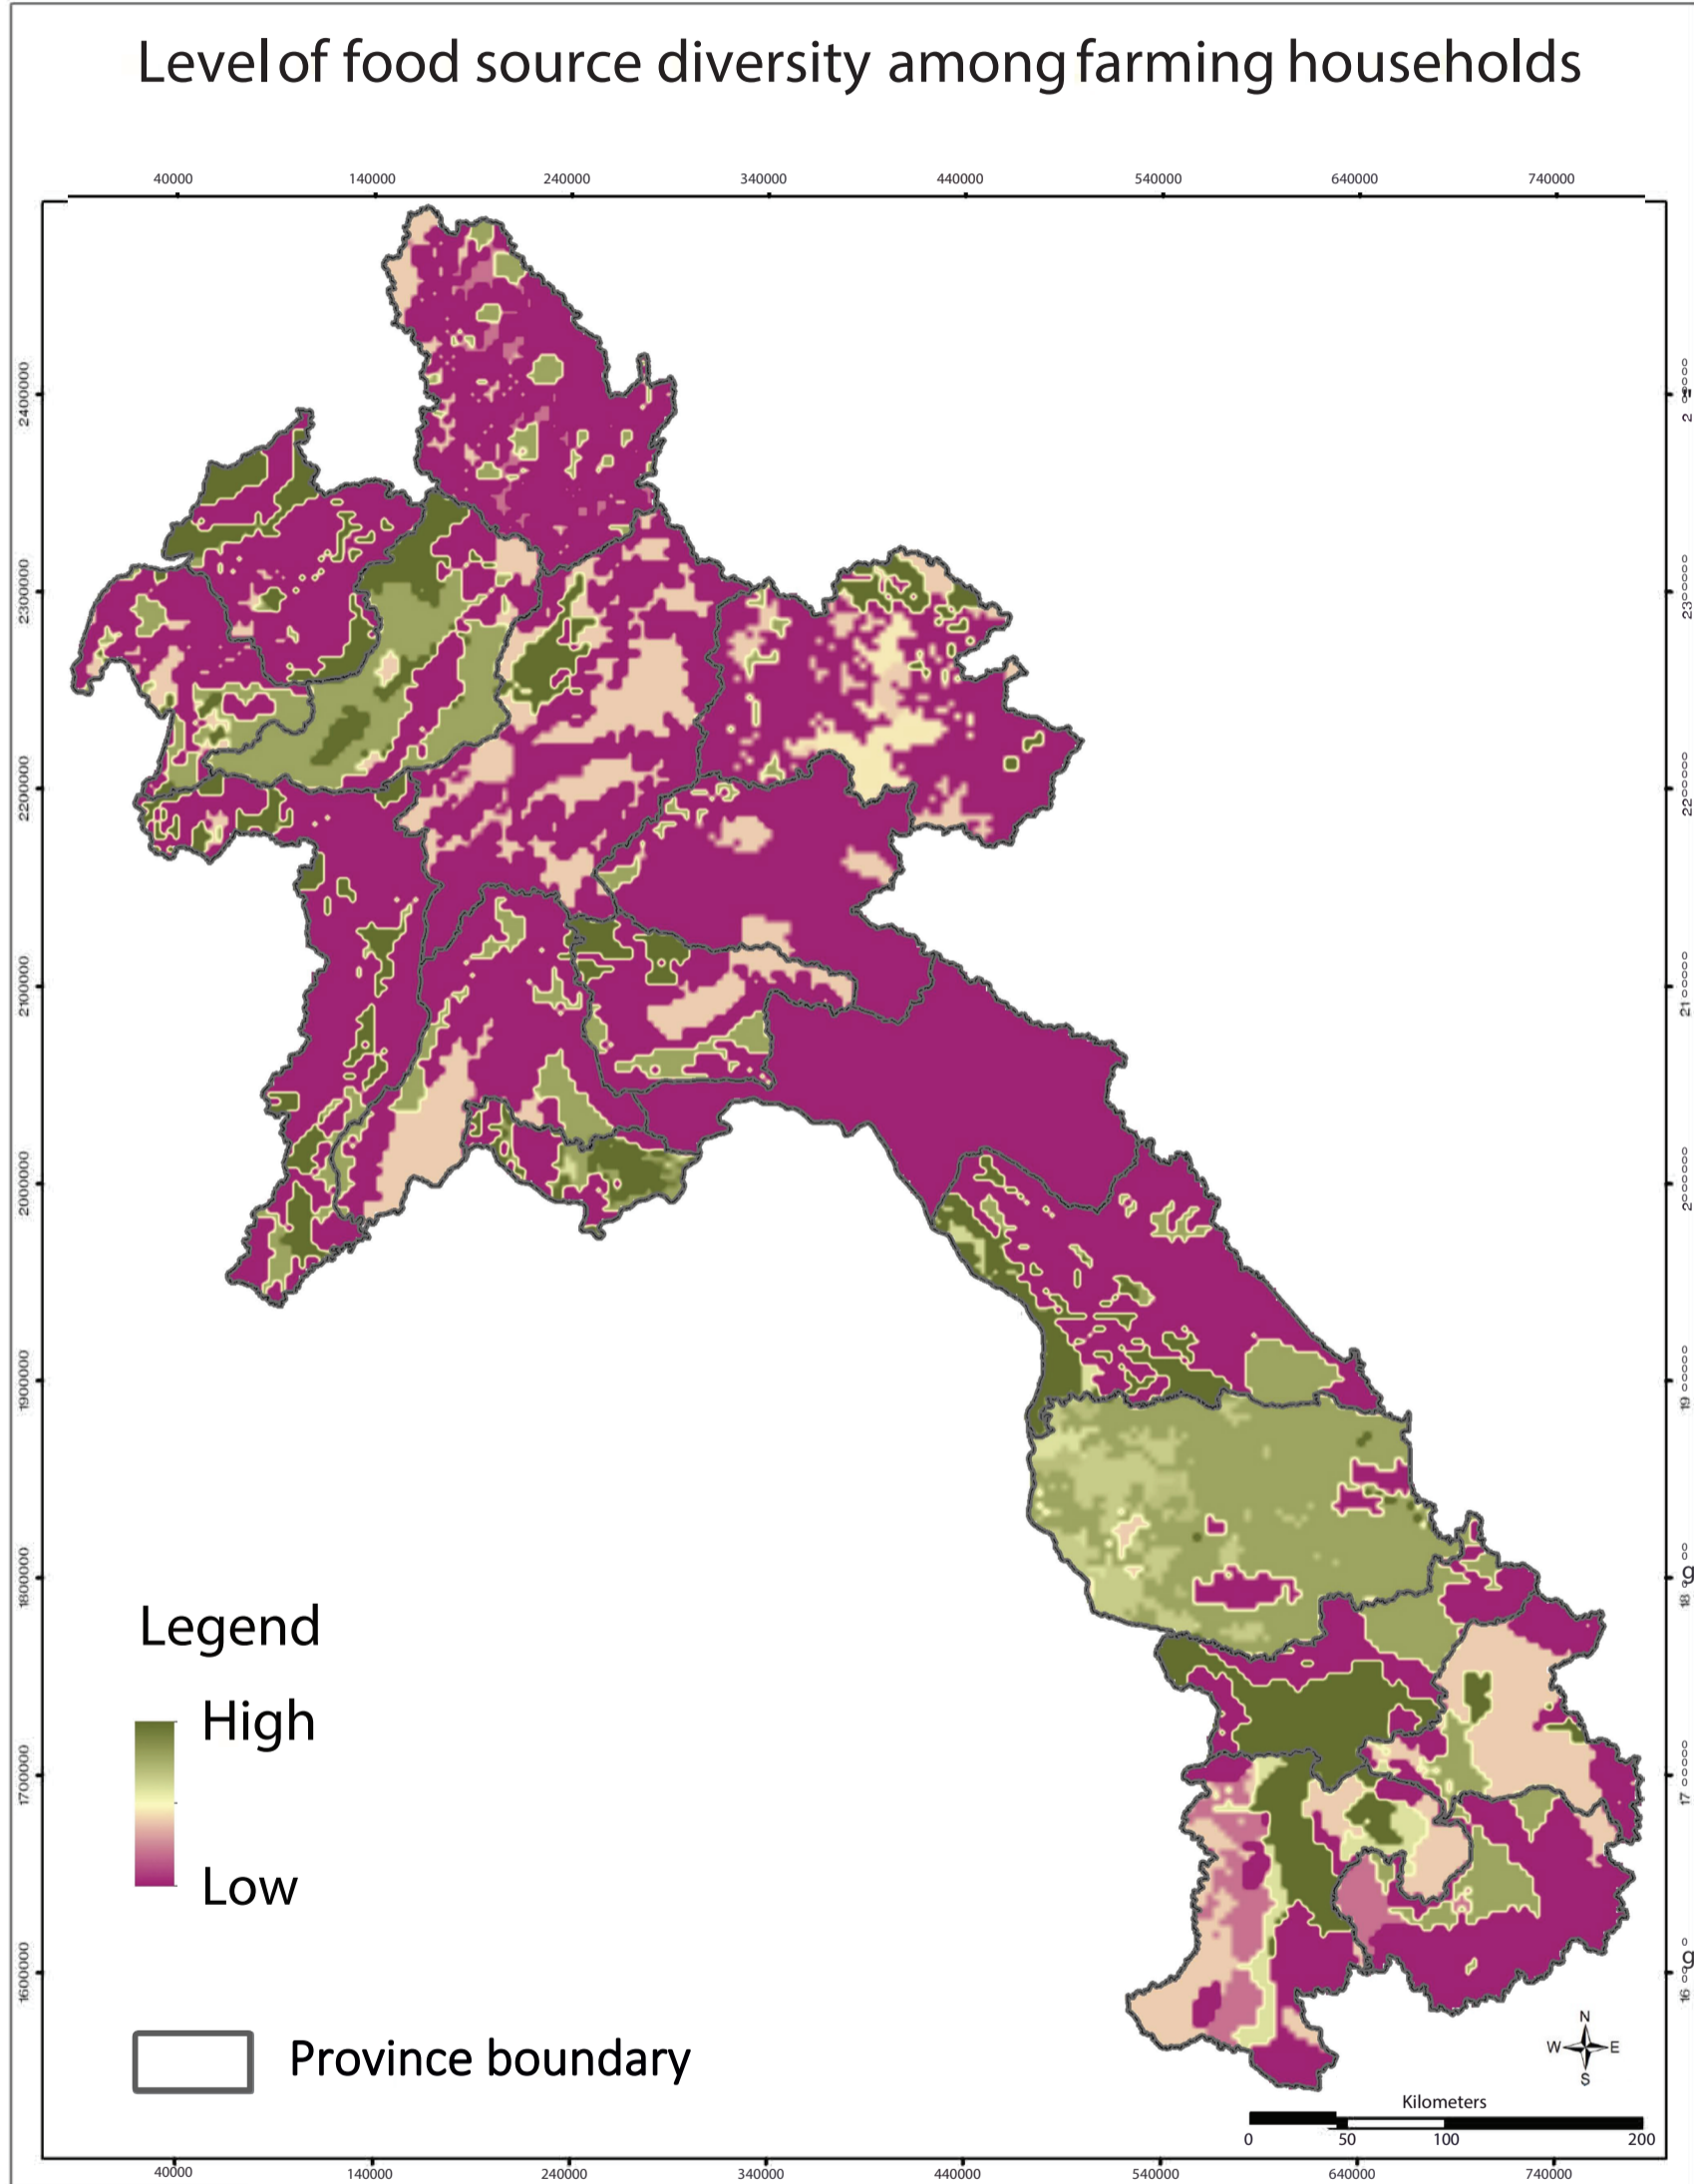 Level of food source diversity among farming households
40000 140000 240000 340000 440000 540000 640000 740000
2400000
2300000
2200000
2100000
2000000
1900000
1800000
1700000
1600000
Legend
High
Low
Province boundary
N
W E
S
Kilometers
0 50 100 200
40000 140000 240000 340000 440000 540000 640000 740000